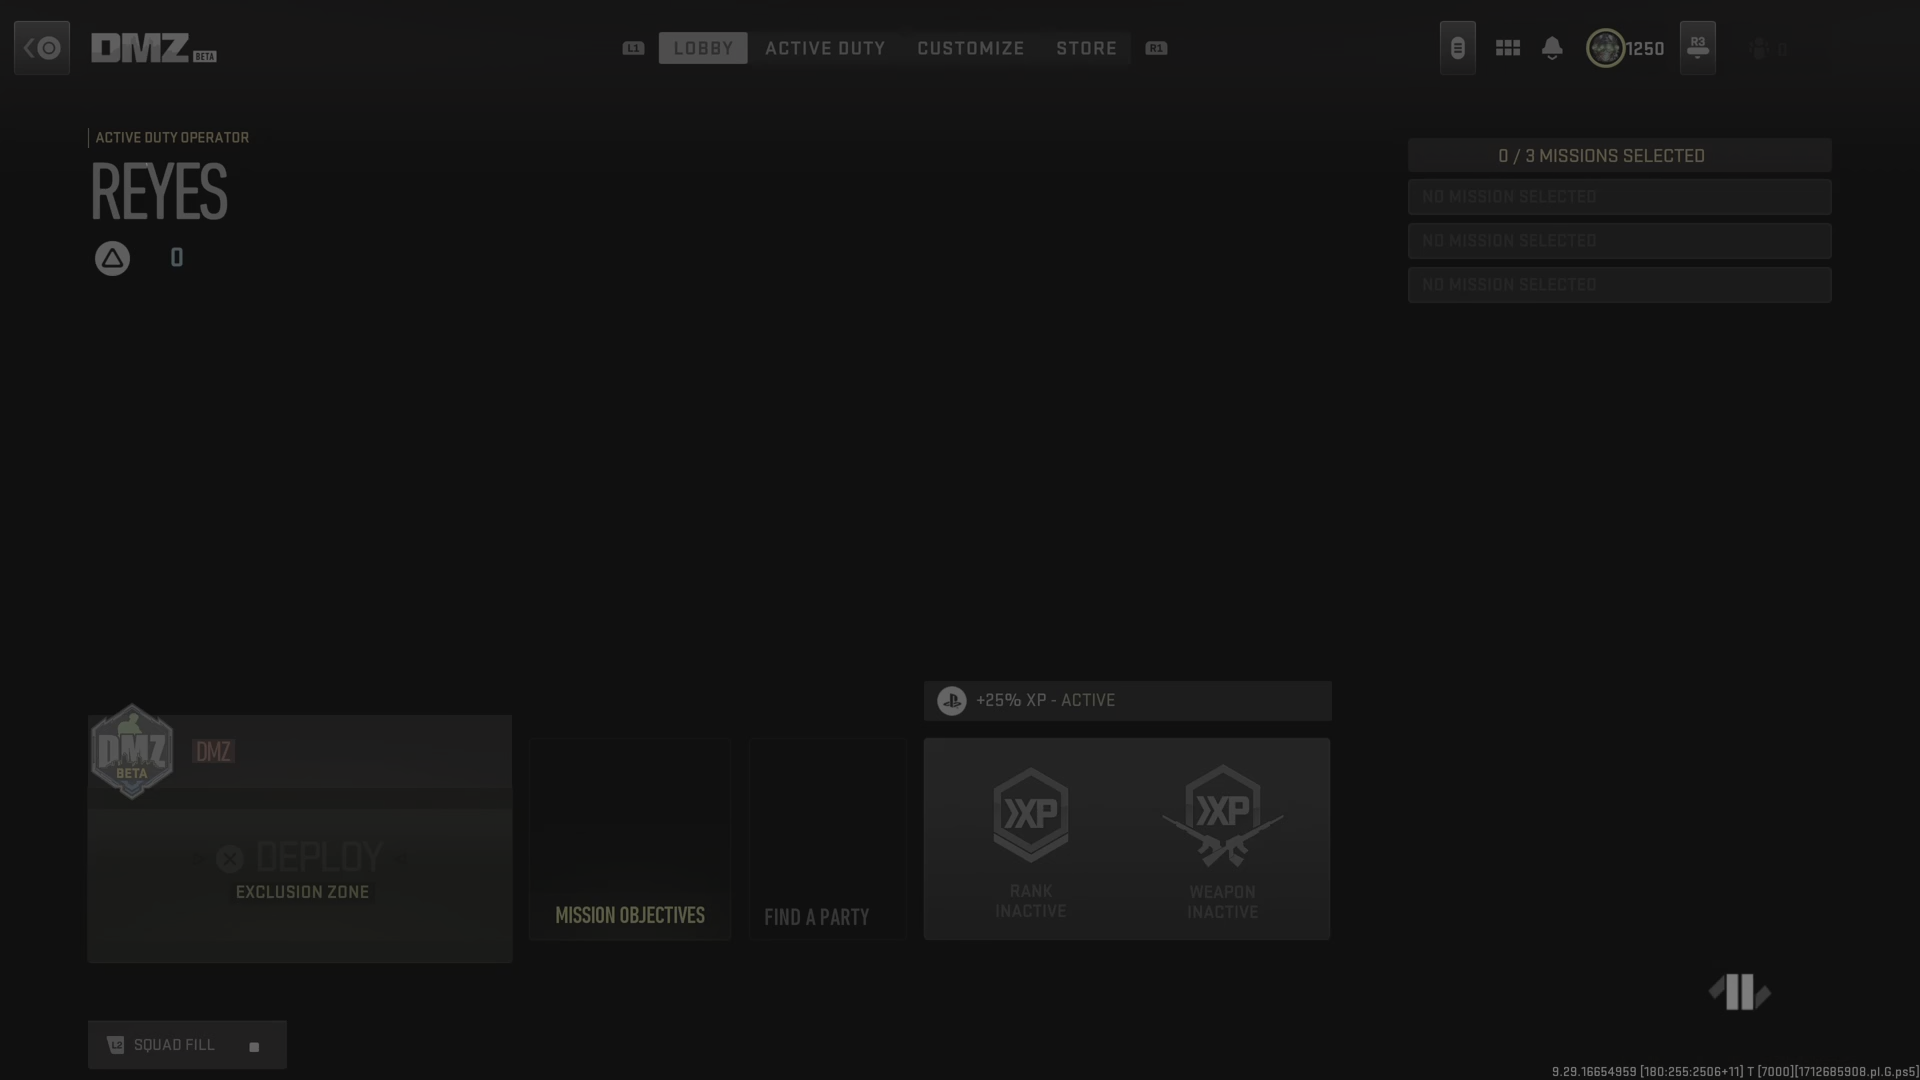 DMZ BETA
L1 LOBBY ACTIVE DUTY CUSTOMIZE STORE R1
1250 R3 0
ACTIVE DUTY OPERATOR
REYES
0
0 / 3 MISSIONS SELECTED
NO MISSION SELECTED
NO MISSION SELECTED
NO MISSION SELECTED
+25% XP - ACTIVE
DMZ
BETA
DMZ
DEPLOY
EXCLUSION ZONE
MISSION OBJECTIVES
FIND A PARTY
XP
RANK
INACTIVE
XP
WEAPON
INACTIVE
L2 SQUAD FILL
9.29.16654959 [180:255:2506+11] T [7000][1712685908.pl.G.ps5]